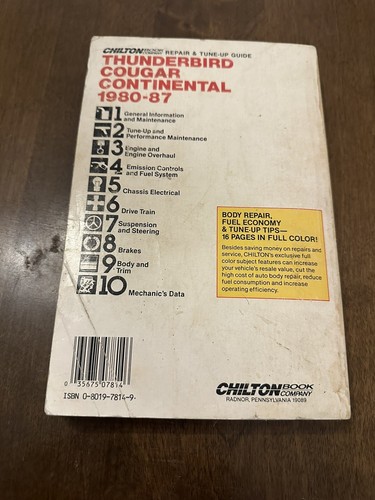 CHILTON BOOK COMPANY REPAIR & TUNE-UP GUIDE
THUNDERBIRD
COUGAR
CONTINENTAL
1980-87
1 General Information
and Maintenance
2 Tune-Up and
Performance Maintenance
3 Engine and
Engine Overhaul
4 Emission Controls
and Fuel System
5 Chassis Electrical
6 Drive Train
7 Suspension
and Steering
8 Brakes
9 Body and
Trim
10 Mechanic's Data
BODY REPAIR,
FUEL ECONOMY
& TUNE-UP TIPS—
16 PAGES IN FULL COLOR!
Besides saving money on repairs and
service, CHILTON's exclusive full
color subject features can increase
your vehicle's resale value, cut the
high cost of auto body repair, reduce
fuel consumption and increase
operating efficiency.
0 35675 07814
ISBN 0-8019-7814-9
CHILTON BOOK
COMPANY
RADNOR, PENNSYLVANIA 19089